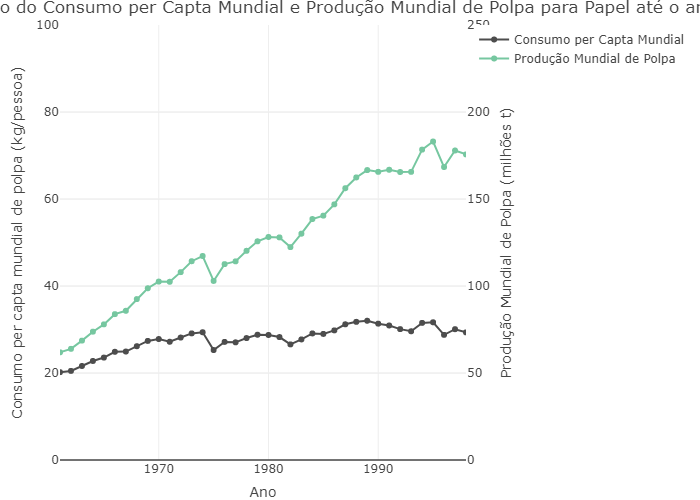 o do Consumo per Capta Mundial e Produção Mundial de Polpa para Papel até o ar
Consumo per Capta Mundial
Produção Mundial de Polpa
100
80
60
40
20
0
250
200
150
100
50
0
Consumo per capta mundial de polpa (kg/pessoa)
Produção Mundial de Polpa (milhões t)
1970
1980
1990
Ano